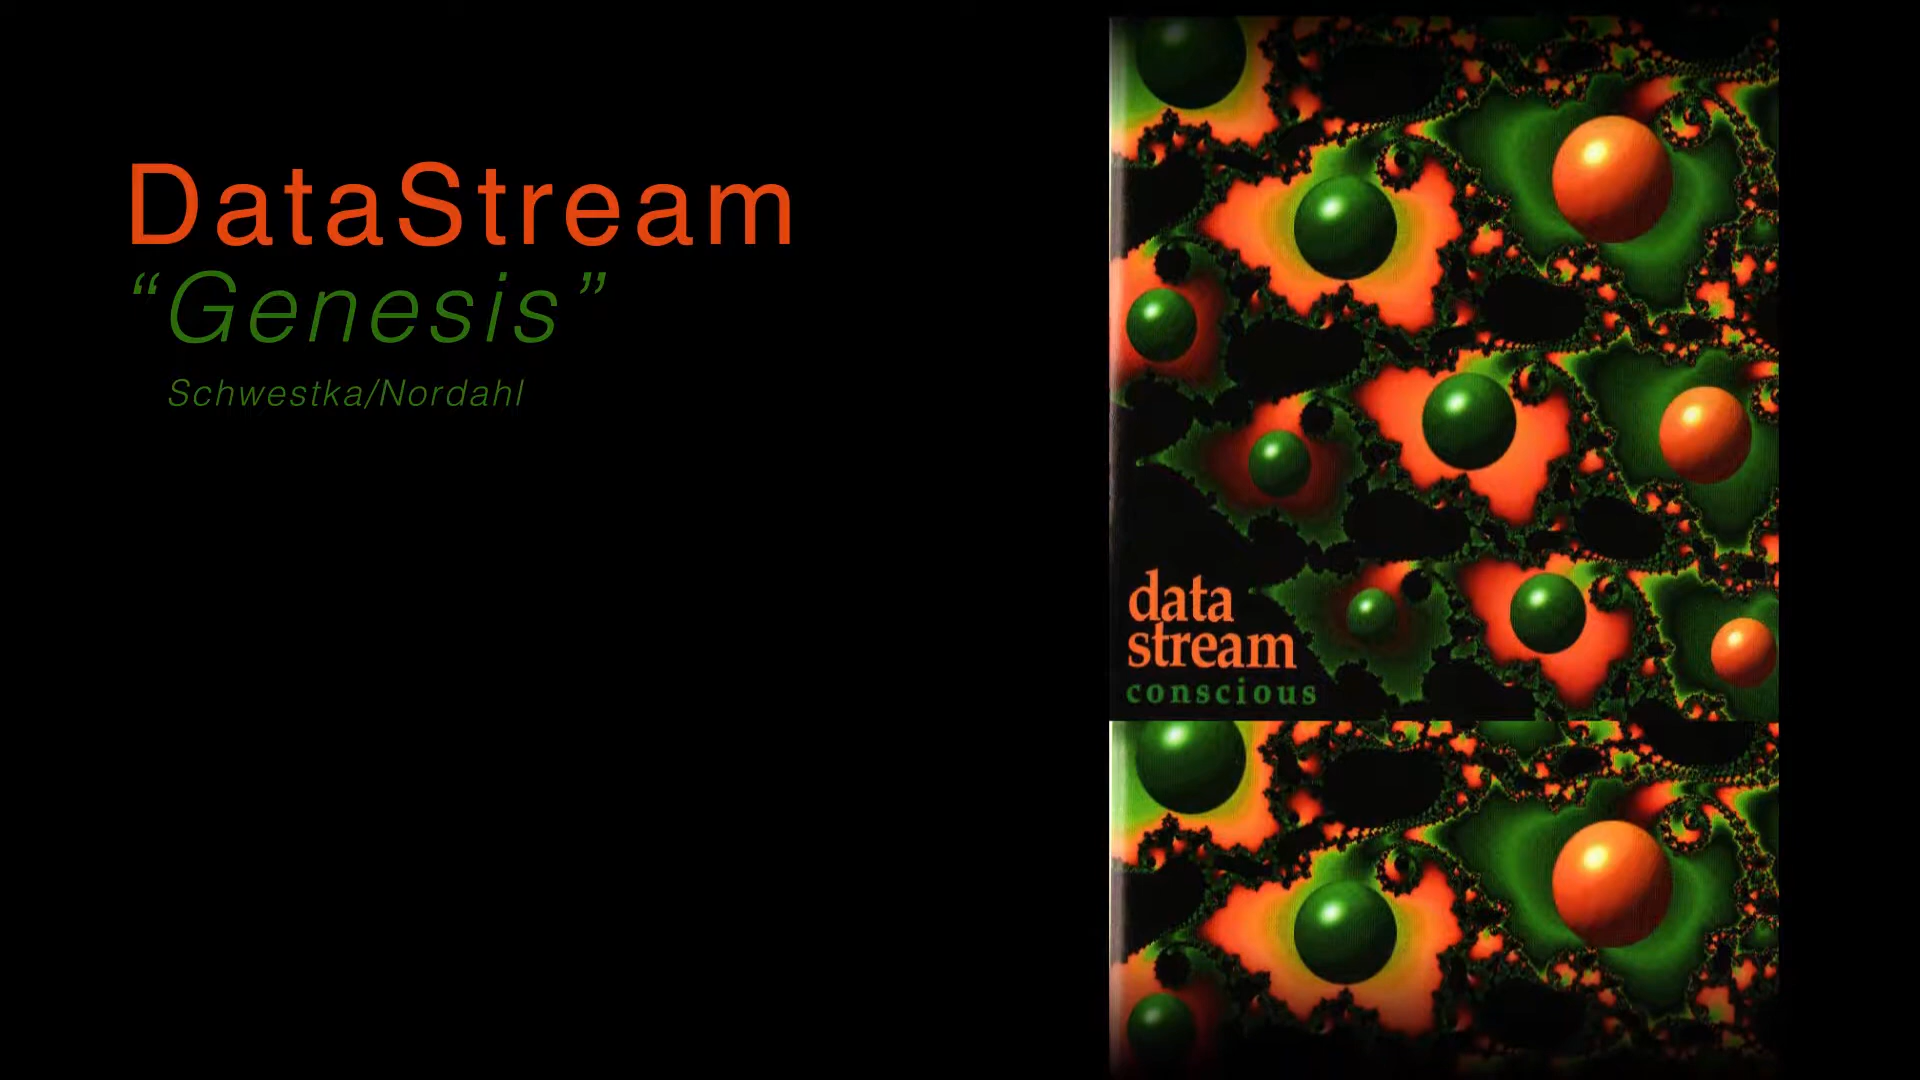 DataStream
“Genesis”
Schwestka/Nordahl
data
stream
conscious